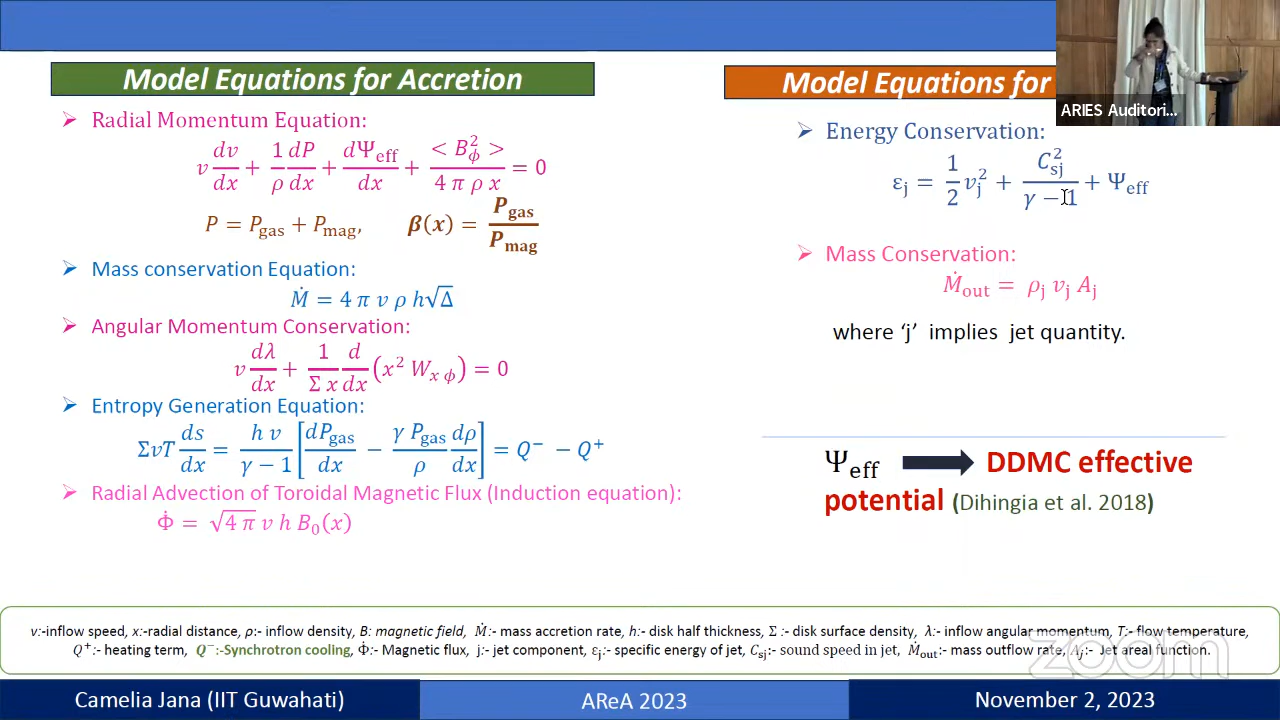 Model Equations for Accretion
➢ Radial Momentum Equation:
v dv/dx + 1/ρ dP/dx + dΨ_eff/dx + <B_ϕ^2>/(4 π ρ x) = 0
P = P_gas + P_mag, β(x) = P_gas/P_mag
➢ Mass conservation Equation:
Ṁ = 4 π v ρ h√Δ
➢ Angular Momentum Conservation:
v dλ/dx + 1/(Σ x) d/dx (x^2 W_xϕ) = 0
➢ Entropy Generation Equation:
ΣvT ds/dx = h v/(γ − 1) [dP_gas/dx − γ P_gas/ρ dρ/dx] = Q^− − Q^+
➢ Radial Advection of Toroidal Magnetic Flux (Induction equation):
Φ̇ = √(4 π) v h B_0(x)
Model Equations for
ARIES Auditori...
➢ Energy Conservation:
ε_j = 1/2 v_j^2 + C_sj^2/(γ − 1) + Ψ_eff
➢ Mass Conservation:
Ṁ_out = ρ_j v_j A_j
where ‘j’ implies jet quantity.
Ψ_eff ➡ DDMC effective
potential (Dihingia et al. 2018)
v:-inflow speed, x:-radial distance, ρ:- inflow density, B: magnetic field, Ṁ:- mass accretion rate, h:- disk half thickness, Σ :- disk surface density, λ:- inflow angular momentum, T:- flow temperature,
Q^+:- heating term, Q^−:-Synchrotron cooling, Φ̇:- Magnetic flux, j:- jet component, ε_j:- specific energy of jet, C_sj:- sound speed in jet, Ṁ_out:- mass outflow rate, A_j:- Jet areal function.
zoom
Camelia Jana (IIT Guwahati)
AReA 2023
November 2, 2023